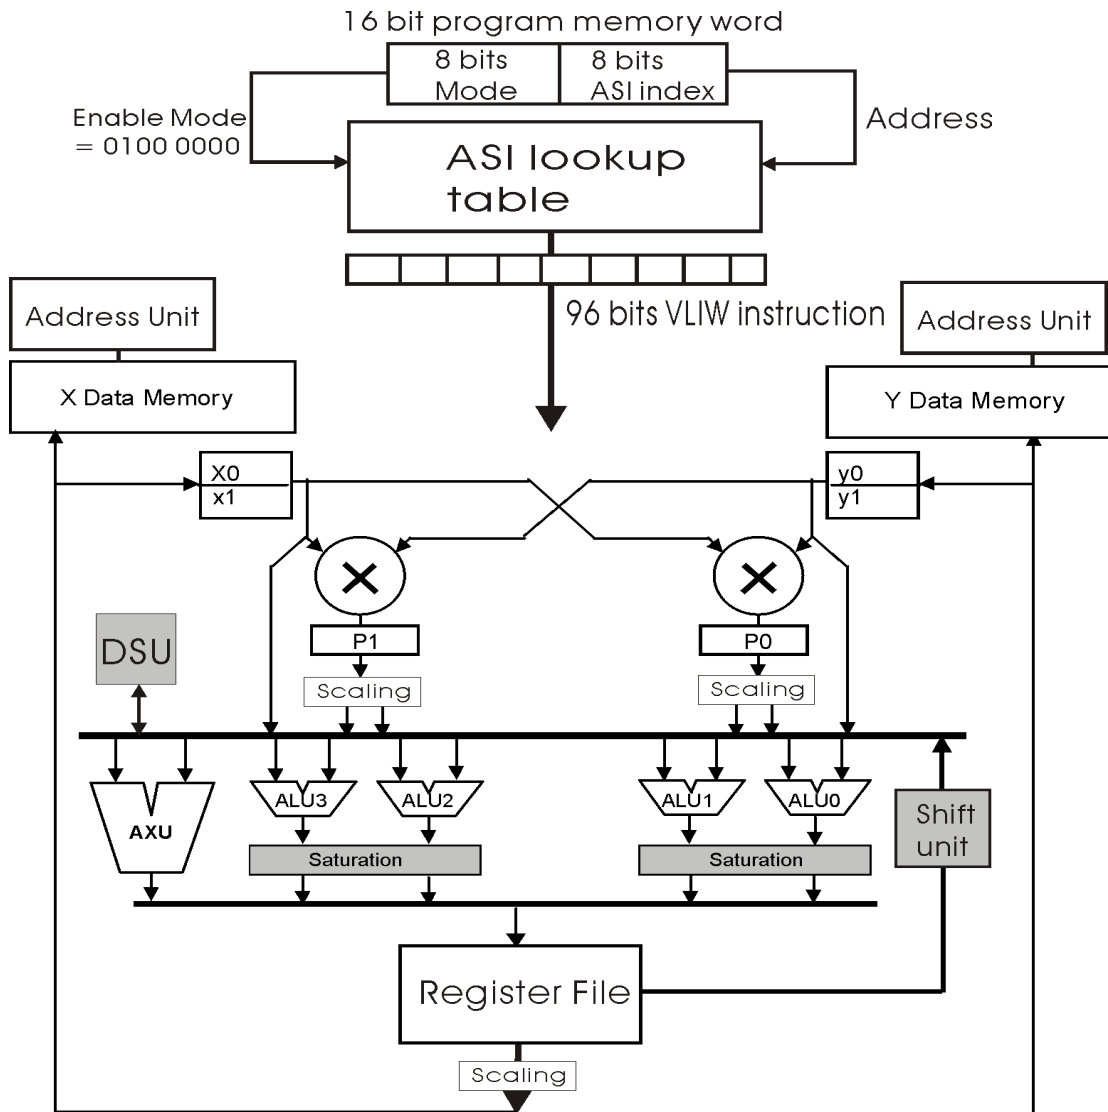 16 bit program memory word
8 bits
Mode
8 bits
ASI index
Enable Mode
= 0100 0000
Address
ASI lookup
table
96 bits VLIW instruction
Address Unit
Address Unit
X Data Memory
Y Data Memory
X0
x1
y0
y1
P1
P0
DSU
Scaling
Scaling
AXU
ALU3
ALU2
ALU1
ALU0
Shift
unit
Saturation
Saturation
Register File
Scaling